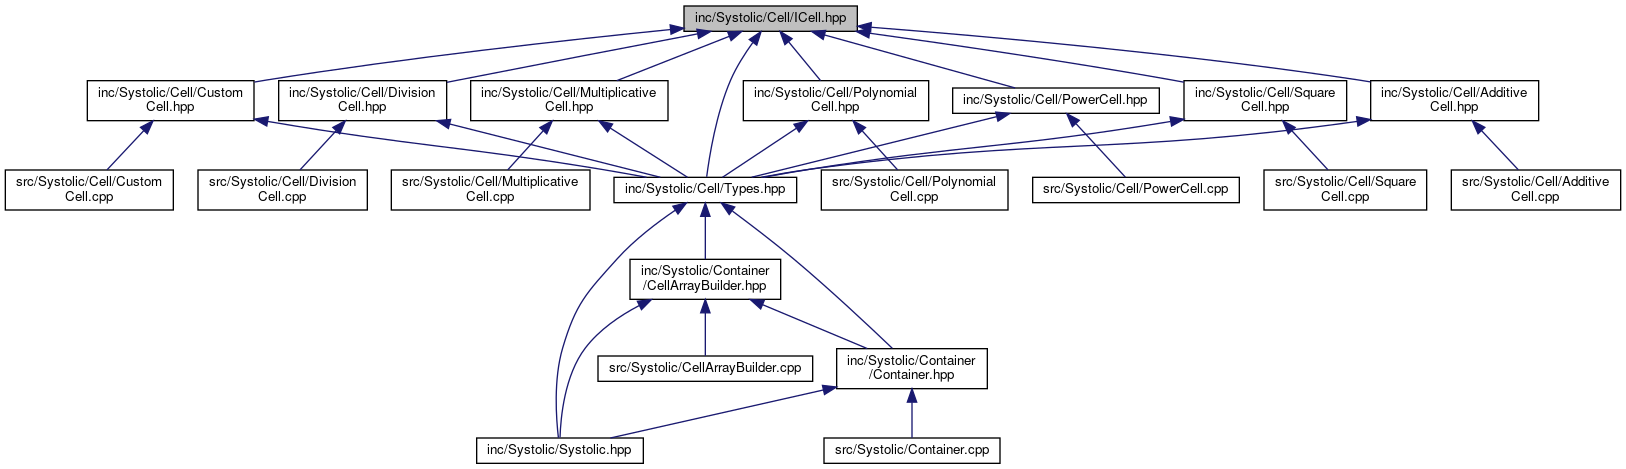 inc/Systolic/Cell/ICell.hpp
inc/Systolic/Cell/Custom
Cell.hpp
inc/Systolic/Cell/Division
Cell.hpp
inc/Systolic/Cell/Multiplicative
Cell.hpp
inc/Systolic/Cell/Polynomial
Cell.hpp
inc/Systolic/Cell/PowerCell.hpp
inc/Systolic/Cell/Square
Cell.hpp
inc/Systolic/Cell/Additive
Cell.hpp
src/Systolic/Cell/Custom
Cell.cpp
src/Systolic/Cell/Division
Cell.cpp
src/Systolic/Cell/Multiplicative
Cell.cpp
inc/Systolic/Cell/Types.hpp
src/Systolic/Cell/Polynomial
Cell.cpp
src/Systolic/Cell/PowerCell.cpp
src/Systolic/Cell/Square
Cell.cpp
src/Systolic/Cell/Additive
Cell.cpp
inc/Systolic/Container
/CellArrayBuilder.hpp
src/Systolic/CellArrayBuilder.cpp
inc/Systolic/Container
/Container.hpp
inc/Systolic/Systolic.hpp
src/Systolic/Container.cpp